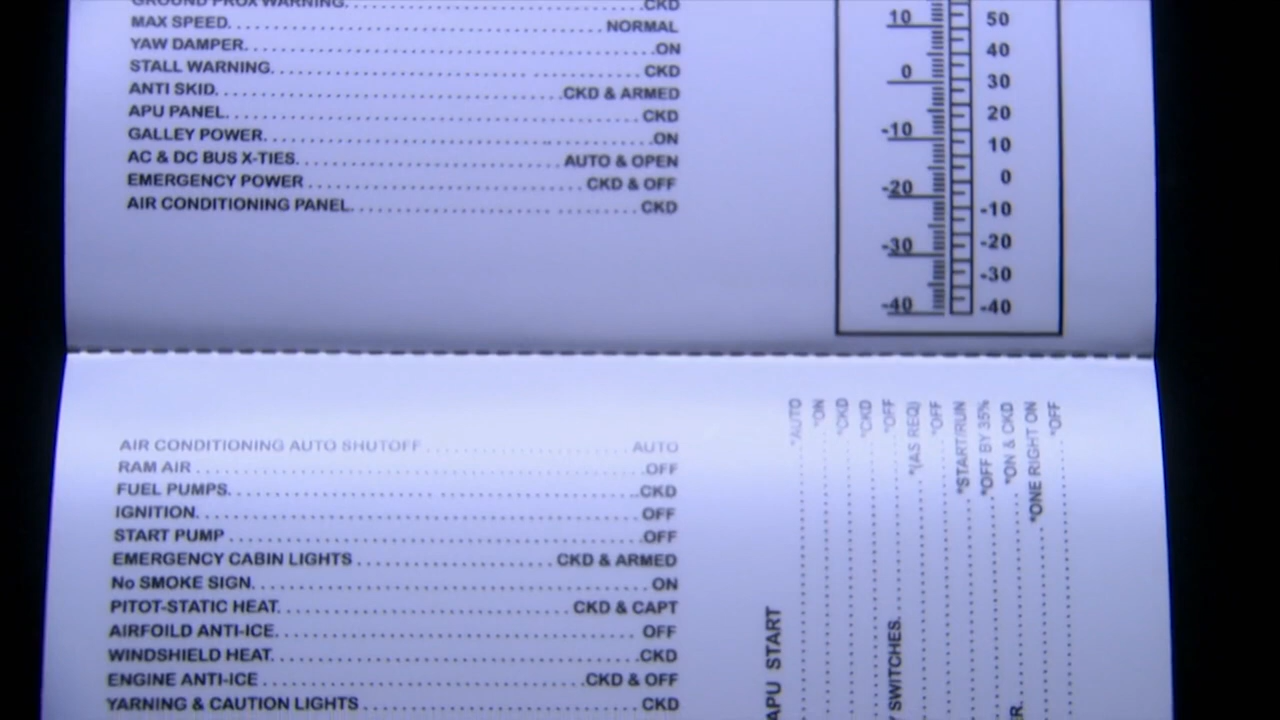 GROUND PROX WARNING. CKD
MAX SPEED. NORMAL
YAW DAMPER. ON
STALL WARNING. CKD
ANTI SKID. CKD & ARMED
APU PANEL. CKD
GALLEY POWER. ON
AC & DC BUS X-TIES. AUTO & OPEN
EMERGENCY POWER CKD & OFF
AIR CONDITIONING PANEL. CKD
10 50
40
0 30
20
-10 10
0
-20 -10
-30 -20
-30
-40 -40
AIR CONDITIONING AUTO SHUTOFF AUTO
RAM AIR OFF
FUEL PUMPS. CKD
IGNITION. OFF
START PUMP OFF
EMERGENCY CABIN LIGHTS CKD & ARMED
No SMOKE SIGN. ON
PITOT-STATIC HEAT. CKD & CAPT
AIRFOILD ANTI-ICE. OFF
WINDSHIELD HEAT. CKD
ENGINE ANTI-ICE CKD & OFF
YARNING & CAUTION LIGHTS CKD
APU START
*AUTO
*ON
*CKD
*CKD
SWITCHES. *OFF
*(AS REQ)
*OFF
*START/RUN
*OFF BY 35%
*ON & CKD
*ONE RIGHT ON
*OFF